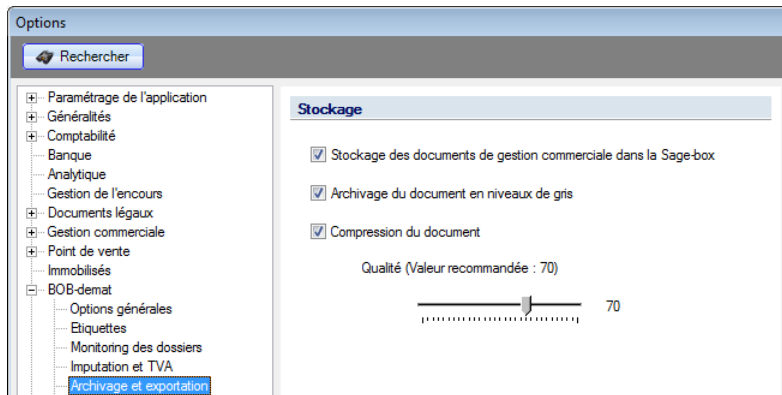 Options
Rechercher
Paramétrage de l'application
Généralités
Comptabilité
Banque
Analytique
Gestion de l'encours
Documents légaux
Gestion commerciale
Point de vente
Immobilisés
BOB-demat
Options générales
Etiquettes
Monitoring des dossiers
Imputation et TVA
Archivage et exportation
Stockage
Stockage des documents de gestion commerciale dans la Sage-box
Archivage du document en niveaux de gris
Compression du document
Qualité (Valeur recommandée : 70)
70